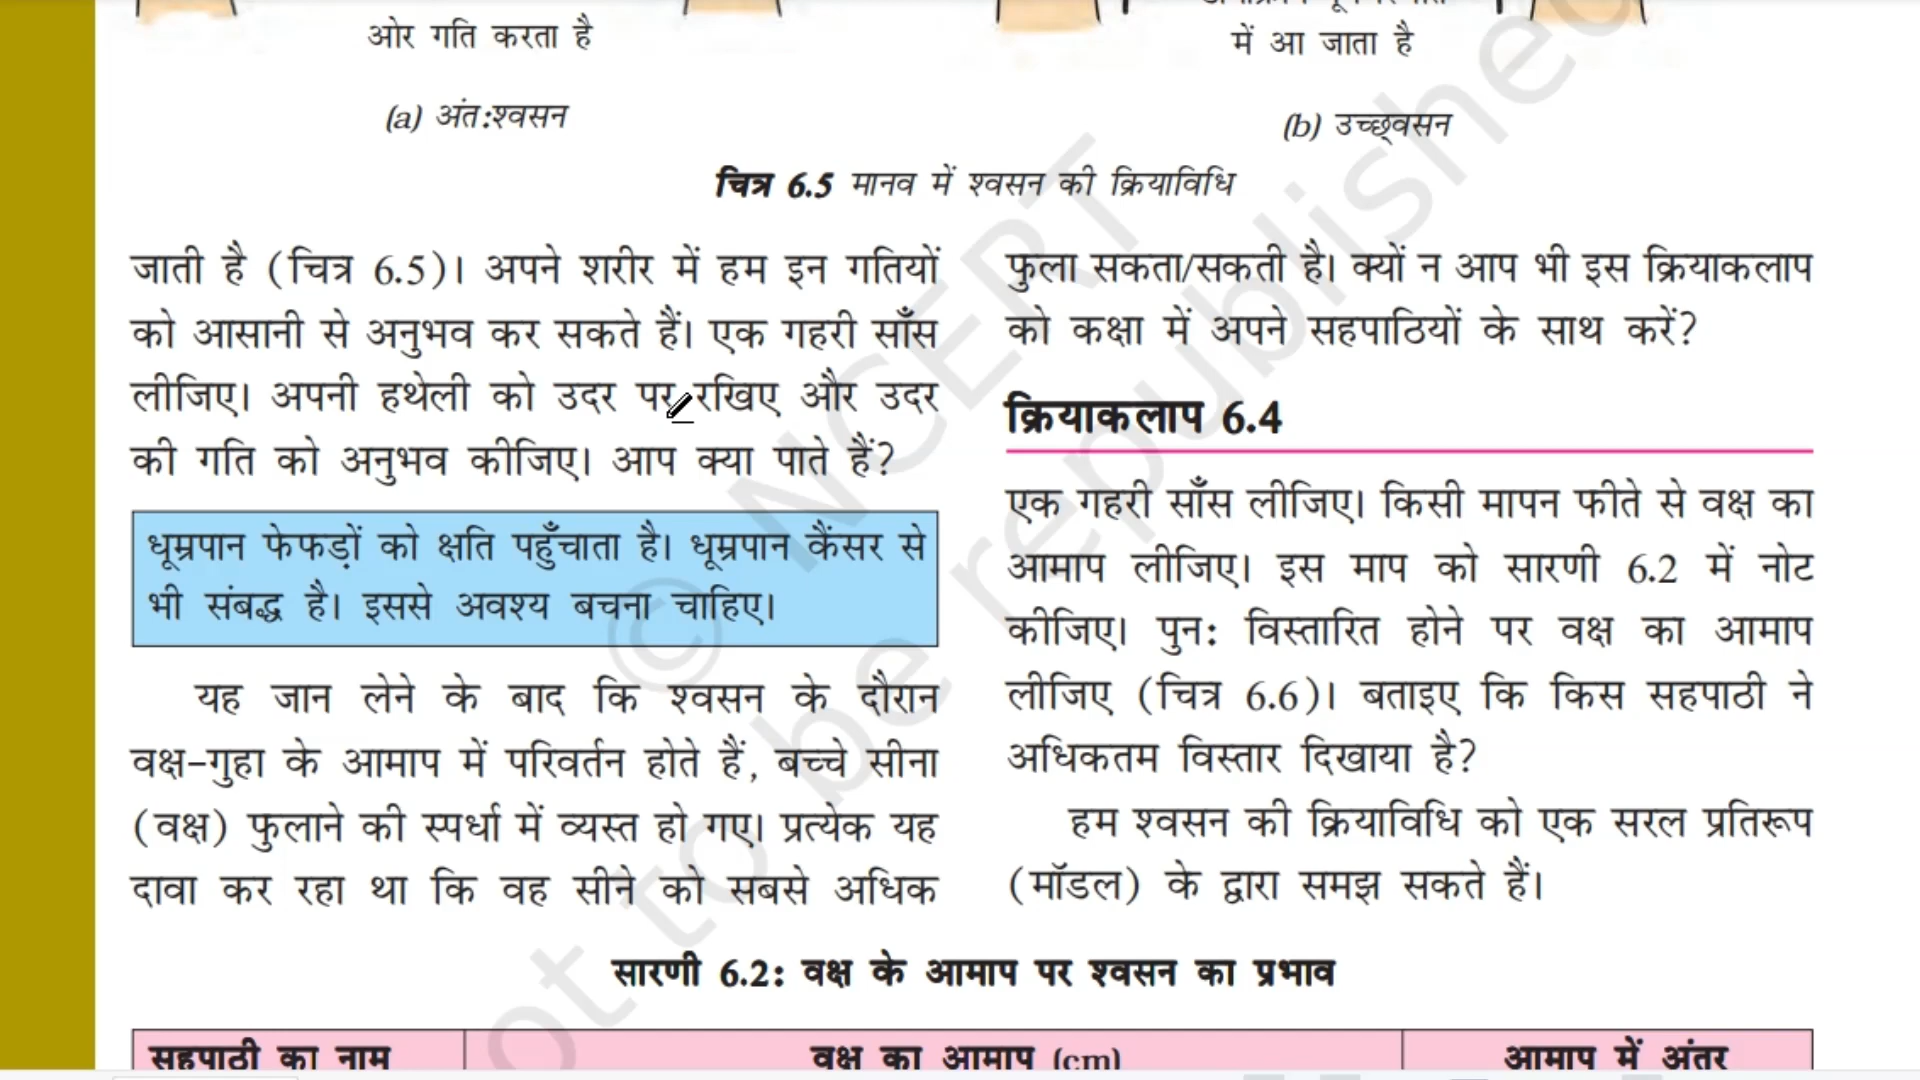 ओर गति करता है
में आ जाता है
(a) अंत:श्वसन
(b) उच्छ्वसन
चित्र 6.5 मानव में श्वसन की क्रियाविधि
जाती है (चित्र 6.5)। अपने शरीर में हम इन गतियों
को आसानी से अनुभव कर सकते हैं। एक गहरी साँस
लीजिए। अपनी हथेली को उदर पर रखिए और उदर
की गति को अनुभव कीजिए। आप क्या पाते हैं?
धूम्रपान फेफड़ों को क्षति पहुँचाता है। धूम्रपान कैंसर से
भी संबद्ध है। इससे अवश्य बचना चाहिए।
यह जान लेने के बाद कि श्वसन के दौरान
वक्ष-गुहा के आमाप में परिवर्तन होते हैं, बच्चे सीना
(वक्ष) फुलाने की स्पर्धा में व्यस्त हो गए। प्रत्येक यह
दावा कर रहा था कि वह सीने को सबसे अधिक
फुला सकता/सकती है। क्यों न आप भी इस क्रियाकलाप
को कक्षा में अपने सहपाठियों के साथ करें?
क्रियाकलाप 6.4
एक गहरी साँस लीजिए। किसी मापन फीते से वक्ष का
आमाप लीजिए। इस माप को सारणी 6.2 में नोट
कीजिए। पुन: विस्तारित होने पर वक्ष का आमाप
लीजिए (चित्र 6.6)। बताइए कि किस सहपाठी ने
अधिकतम विस्तार दिखाया है?
हम श्वसन की क्रियाविधि को एक सरल प्रतिरूप
(मॉडल) के द्वारा समझ सकते हैं।
सारणी 6.2: वक्ष के आमाप पर श्वसन का प्रभाव
सहपाठी का नाम
वक्ष का आमाप (cm)
आमाप में अंतर
© NCERT
not to be republished